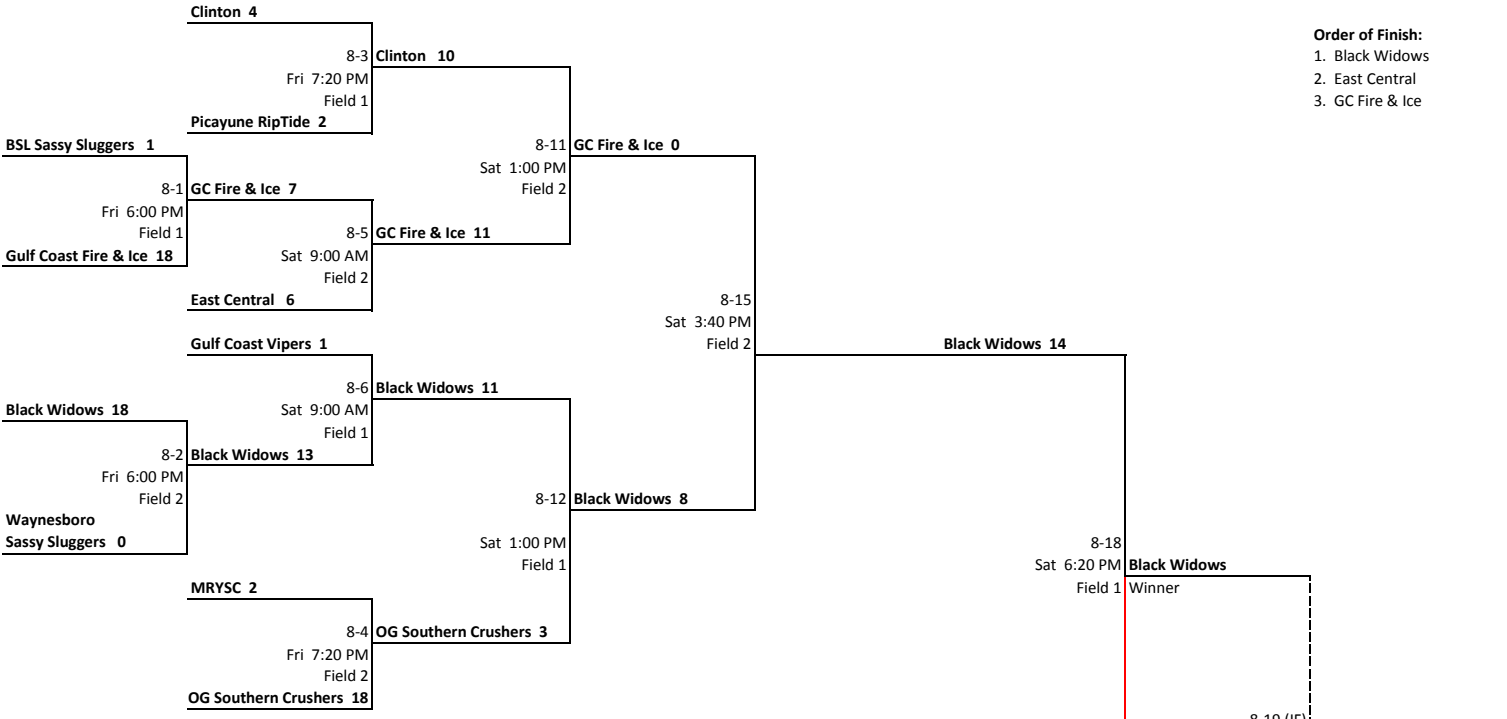 Clinton 4
Order of Finish:
8-3 Clinton 10
1. Black Widows
Fri 7:20 PM
2. East Central
Field 1
3. GC Fire & Ice
Picayune RipTide 2
BSL Sassy Sluggers 1
8-11 GC Fire & Ice 0
Sat 1:00 PM
8-1 GC Fire & Ice 7
Field 2
Fri 6:00 PM
Field 1
8-5 GC Fire & Ice 11
Gulf Coast Fire & Ice 18
Sat 9:00 AM
Field 2
East Central 6
8-15
Sat 3:40 PM
Gulf Coast Vipers 1
Field 2
Black Widows 14
8-6 Black Widows 11
Black Widows 18
Sat 9:00 AM
Field 1
8-2 Black Widows 13
Fri 6:00 PM
Field 2
8-12 Black Widows 8
Waynesboro
Sassy Sluggers 0
Sat 1:00 PM
8-18
Field 1
Sat 6:20 PM Black Widows
MRYSC 2
Field 1 Winner
8-4 OG Southern Crushers 3
Fri 7:20 PM
Field 2
OG Southern Crushers 18
8-19 (IF)